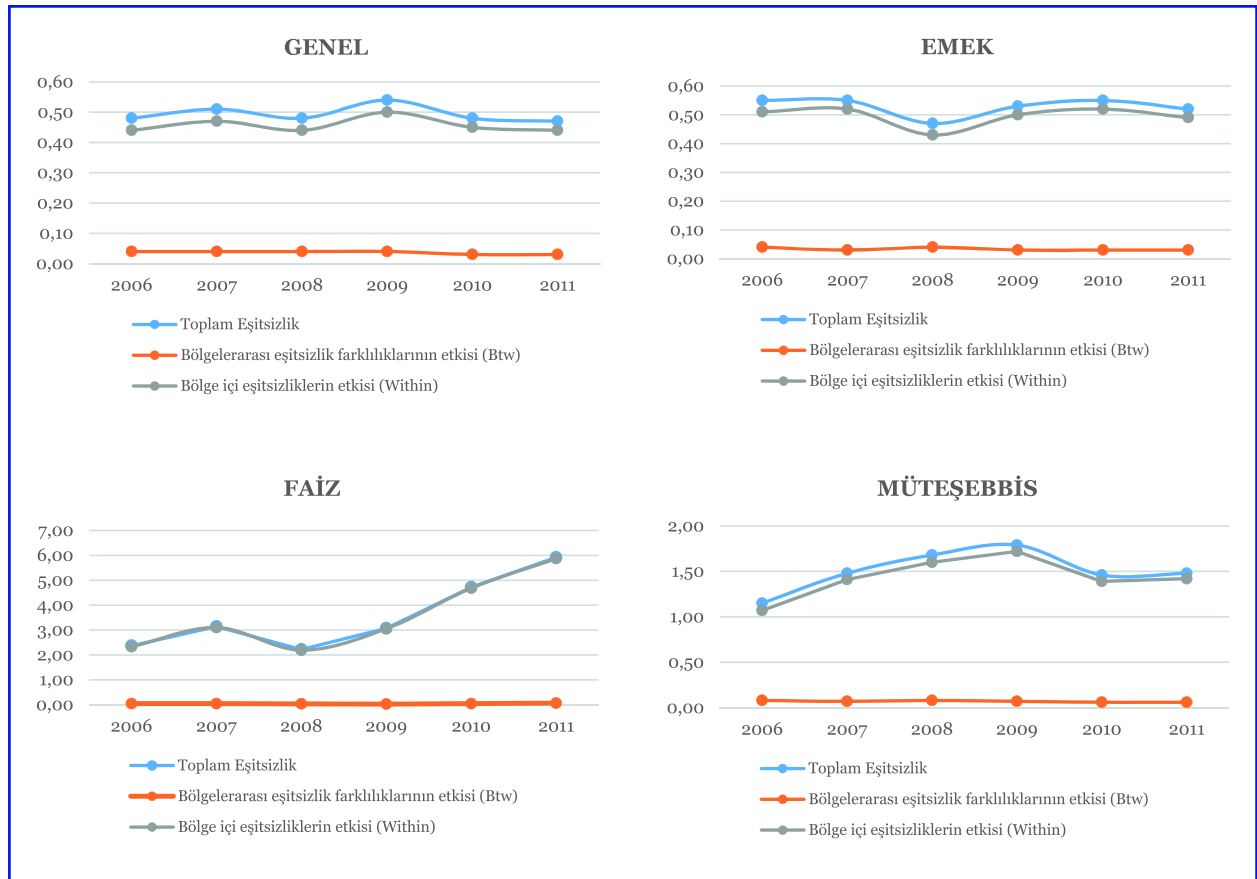 GENEL
0,60
0,50
0,40
0,30
0,20
0,10
0,00
2006 2007 2008 2009 2010 2011
Toplam Eşitsizlik
Bölgelerarası eşitsizlik farklılıklarının etkisi (Btw)
Bölge içi eşitsizliklerin etkisi (Within)
EMEK
0,60
0,50
0,40
0,30
0,20
0,10
0,00
2006 2007 2008 2009 2010 2011
Toplam Eşitsizlik
Bölgelerarası eşitsizlik farklılıklarının etkisi (Btw)
Bölge içi eşitsizliklerin etkisi (Within)
FAİZ
7,00
6,00
5,00
4,00
3,00
2,00
1,00
0,00
2006 2007 2008 2009 2010 2011
Toplam Eşitsizlik
Bölgelerarası eşitsizlik farklılıklarının etkisi (Btw)
Bölge içi eşitsizliklerin etkisi (Within)
MÜTEŞEBBİS
2,00
1,50
1,00
0,50
0,00
2006 2007 2008 2009 2010 2011
Toplam Eşitsizlik
Bölgelerarası eşitsizlik farklılıklarının etkisi (Btw)
Bölge içi eşitsizliklerin etkisi (Within)